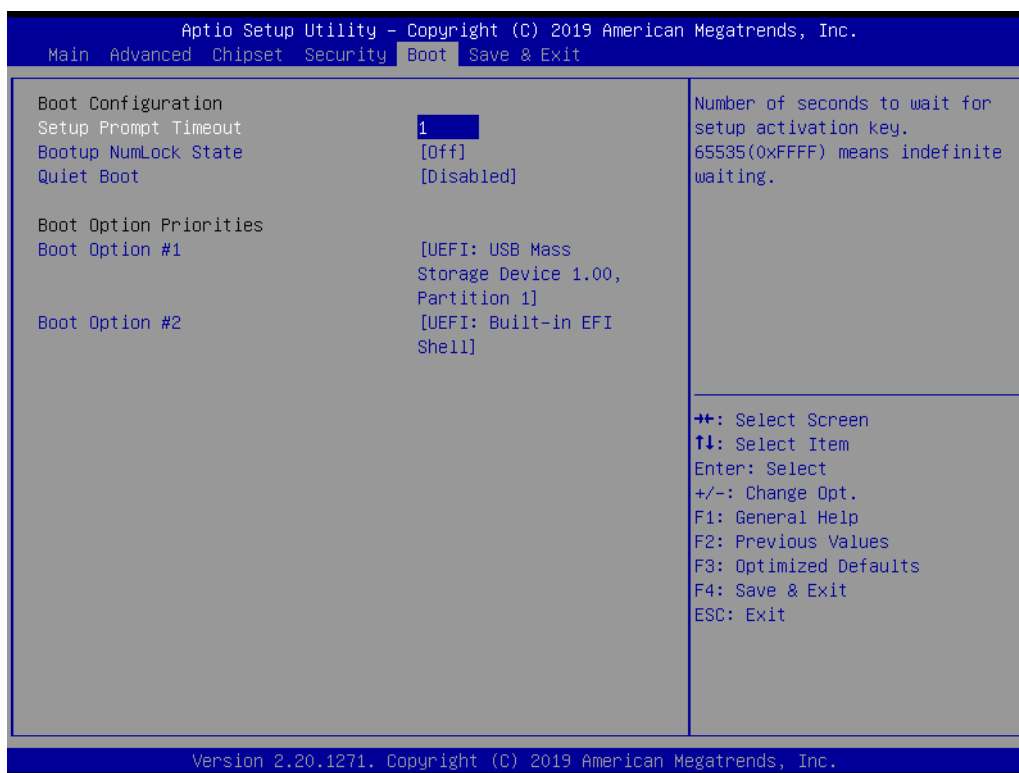 Aptio Setup Utility – Copyright (C) 2019 American Megatrends, Inc.
Main Advanced Chipset Security Boot Save & Exit
Boot Configuration
Setup Prompt Timeout 1
Bootup NumLock State [Off]
Quiet Boot [Disabled]
Boot Option Priorities
Boot Option #1 [UEFI: USB Mass
Storage Device 1.00,
Partition 1]
Boot Option #2 [UEFI: Built-in EFI
Shell]
Number of seconds to wait for
setup activation key.
65535(0xFFFF) means indefinite
waiting.
→←: Select Screen
↑↓: Select Item
Enter: Select
+/-: Change Opt.
F1: General Help
F2: Previous Values
F3: Optimized Defaults
F4: Save & Exit
ESC: Exit
Version 2.20.1271. Copyright (C) 2019 American Megatrends, Inc.